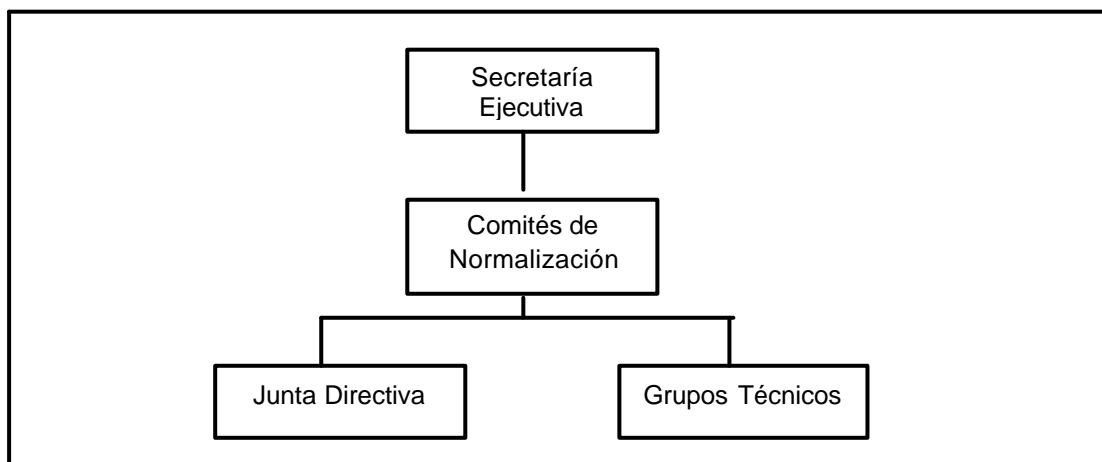 Secretaría
Ejecutiva
Comités de
Normalización
Junta Directiva
Grupos Técnicos